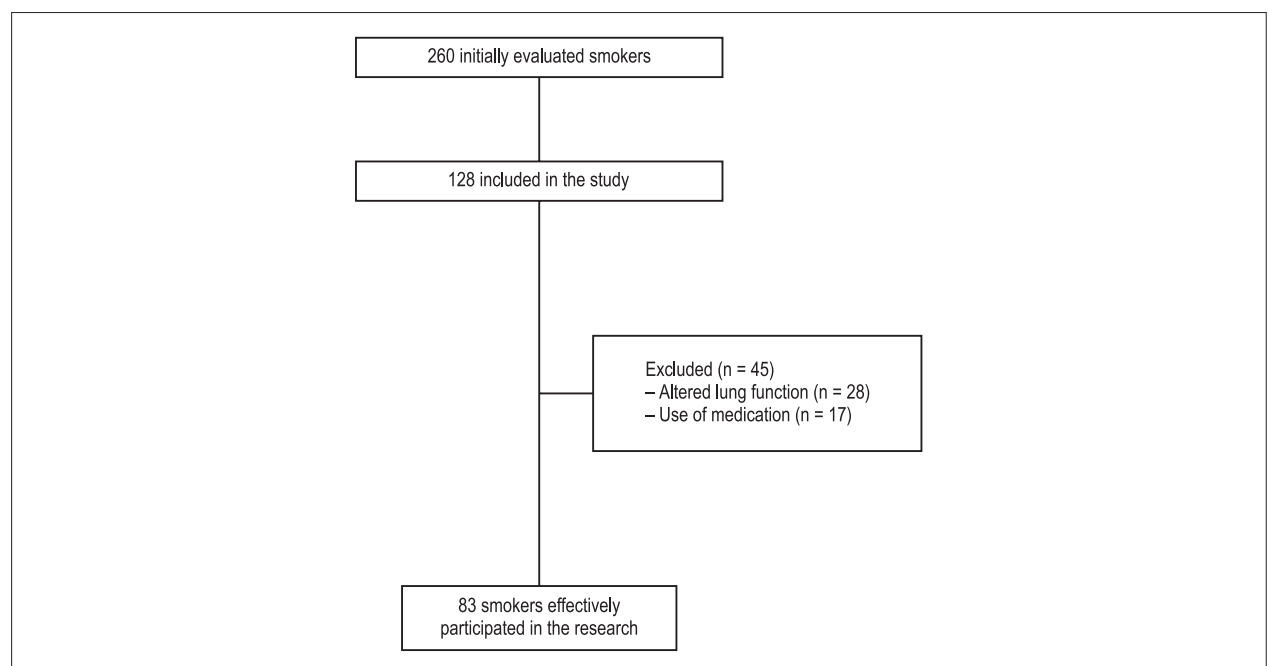 260 initially evaluated smokers
128 included in the study
Excluded (n = 45)
– Altered lung function (n = 28)
– Use of medication (n = 17)
83 smokers effectively
participated in the research